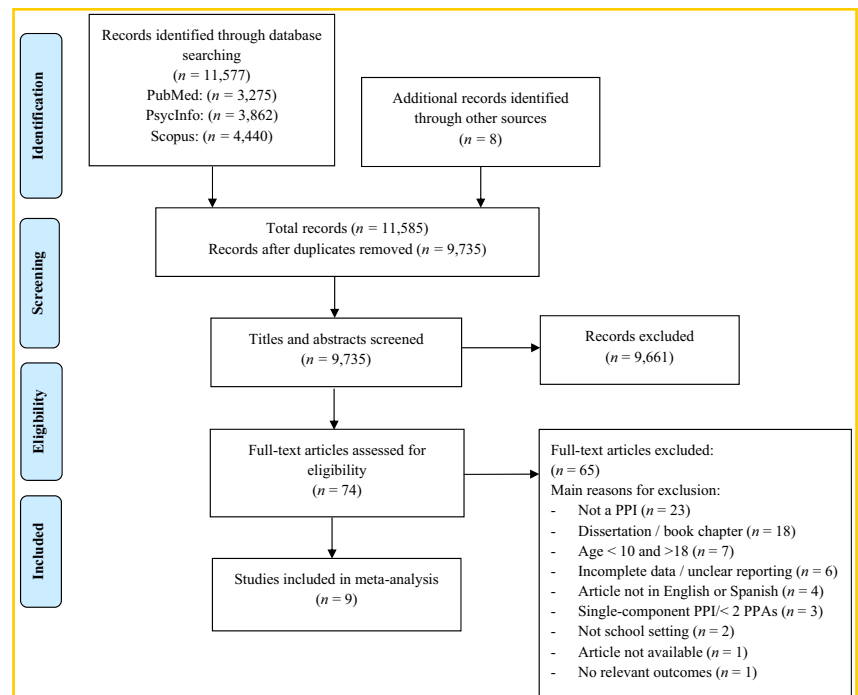 Identification
Records identified through database
searching
(n = 11,577)
PubMed: (n = 3,275)
PsycInfo: (n = 3,862)
Scopus: (n = 4,440)
Additional records identified
through other sources
(n = 8)
Screening
Total records (n = 11,585)
Records after duplicates removed (n = 9,735)
Titles and abstracts screened
(n = 9,735)
Records excluded
(n = 9,661)
Eligibility
Full-text articles assessed for
eligibility
(n = 74)
Full-text articles excluded:
(n = 65)
Main reasons for exclusion:
- Not a PPI (n = 23)
- Dissertation / book chapter (n = 18)
- Age < 10 and >18 (n = 7)
- Incomplete data / unclear reporting (n = 6)
- Article not in English or Spanish (n = 4)
- Single-component PPI/< 2 PPAs (n = 3)
- Not school setting (n = 2)
- Article not available (n = 1)
- No relevant outcomes (n = 1)
Included
Studies included in meta-analysis
(n = 9)